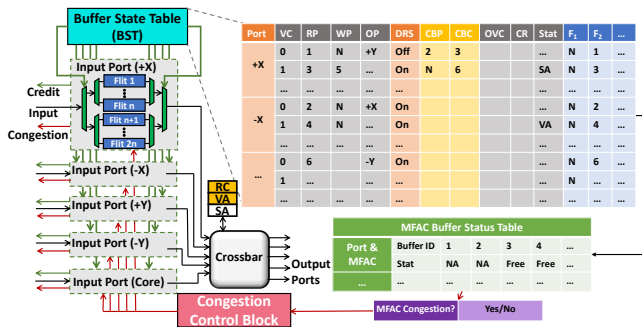 Buffer State Table
(BST)
Input Port (+X)
Flit 1
...
Flit n
Flit n+1
...
Flit 2n
Credit
Input
Congestion
Input Port (-X)
Input Port (+Y)
Input Port (-Y)
Input Port (Core)
RC
VA
SA
Crossbar
Output
Ports
Congestion
Control Block
Port VC RP WP OP DRS CBP CBC OVC CR Stat F1 F2 ...
+X 0 1 N +Y Off 2 3 ... N 1 ...
1 3 5 ... On N 6 SA N 3 ...
... ... ... ... ... ... ... ... ...
-X 0 2 N +X On ... N 2 ...
1 4 N ... On VA N 4 ...
... ... ... ... ... ... ... ... ...
... 0 6 -Y On ... N 6 ...
1 ... ... ... ... N ... ...
... ... ... ... ... ... ... ... ...
MFAC Buffer Status Table
Port &
MFAC
Buffer ID 1 2 3 4 ...
Stat NA NA Free Free ...
... ... ... ... ... ... ...
MFAC Congestion? Yes/No